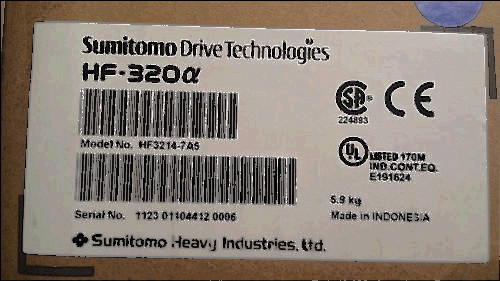 Sumitomo Drive Technologies
HF-320α
224893
Model No. HF3214-7A5
LISTED 170M
IND.CONT.EQ.
E191624
Serial No. 1123 01104412 0006
5.9 kg
Made in INDONESIA
Sumitomo Heavy Industries, Ltd.